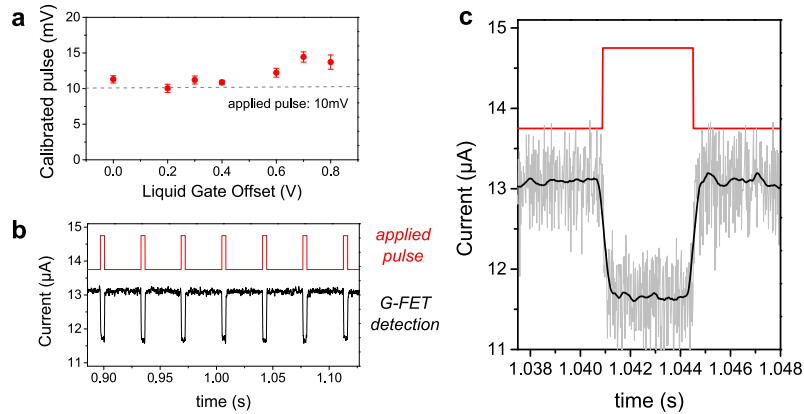 a
Calibrated pulse (mV)
20
15
10
5
0
applied pulse: 10mV
0.0 0.2 0.4 0.6 0.8
Liquid Gate Offset (V)
b
Current (μA)
15
14
13
12
11
0.90 0.95 1.00 1.05 1.10
time (s)
applied
pulse
G-FET
detection
c
Current (μA)
15
14
13
12
11
1.038 1.040 1.042 1.044 1.046 1.048
time (s)